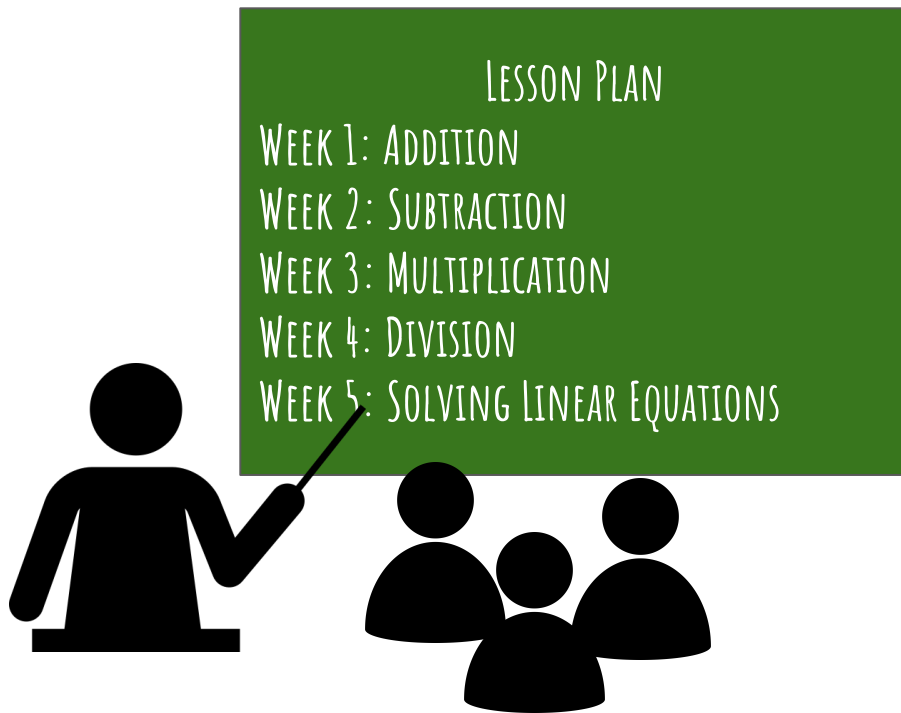 Lesson Plan
Week 1: Addition
Week 2: Subtraction
Week 3: Multiplication
Week 4: Division
Week 5: Solving Linear Equations